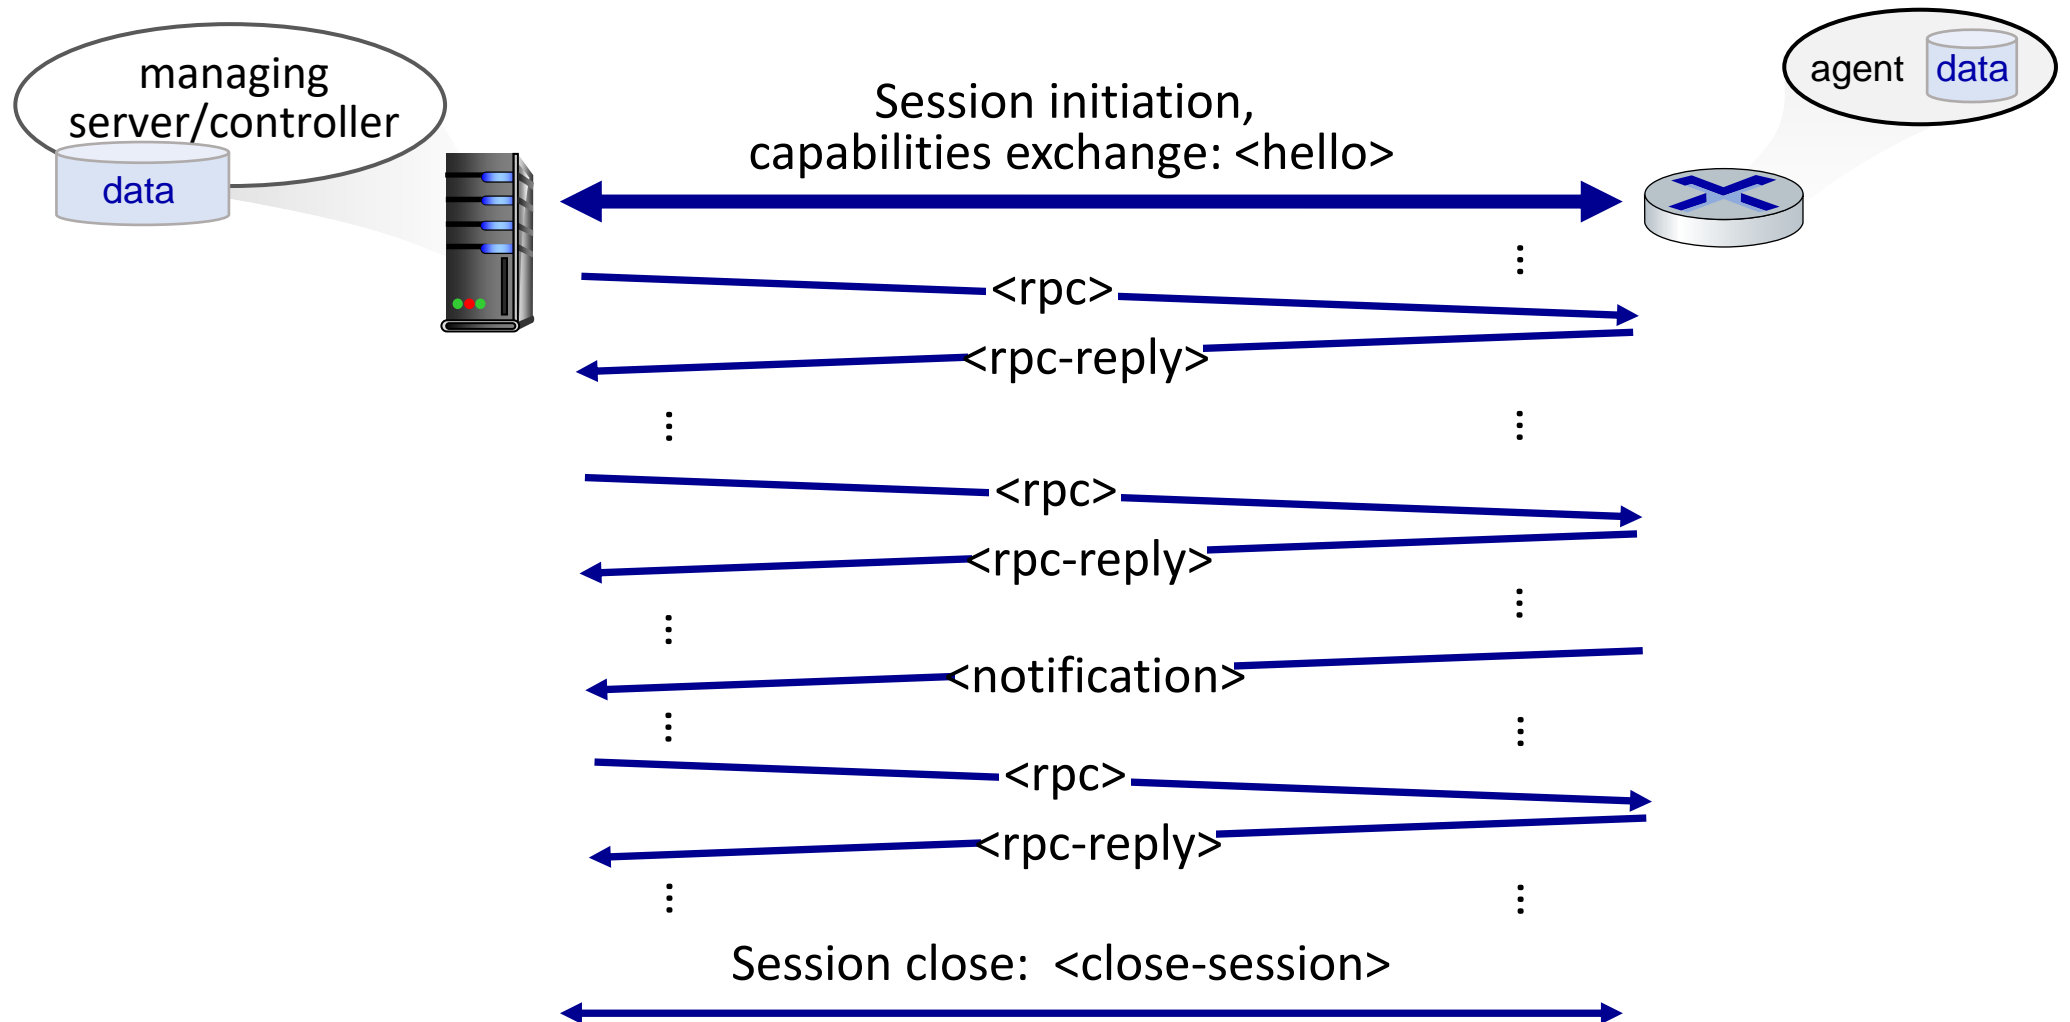 managing
server/controller
data
agent
data
Session initiation,
capabilities exchange: <hello>
<rpc>
<rpc-reply>
<rpc>
<rpc-reply>
<notification>
<rpc>
<rpc-reply>
Session close: <close-session>